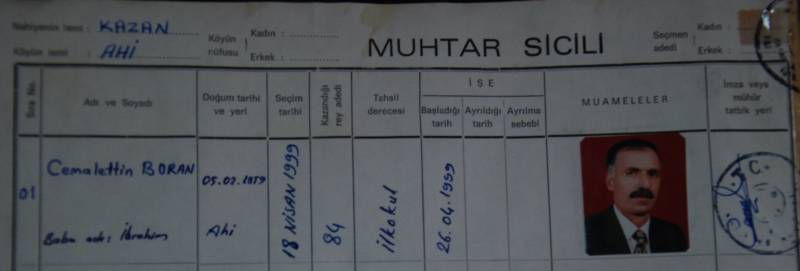 Nahiyenin ismi : KAZAN
Köyün ismi : AHİ
Köyün nüfusu
Kadın :
Erkek :
MUHTAR SİCİLİ
Seçmen adedi
Kadın :
Erkek :
Sıra No.
Adı ve Soyadı
Doğum tarihi ve yeri
Seçim tarihi
Kazandığı rey adedi
Tahsil derecesi
İŞE
Başladığı tarih
Ayrıldığı tarih
Ayrılma sebebi
MUAMELELER
İmza veya mühür tatbik yeri
01
Cemalettin BORAN
Baba adı: İbrahim
05.02.1959
Ahi
18 NİSAN 1999
84
ilkokul
26.04.1999
T.C.